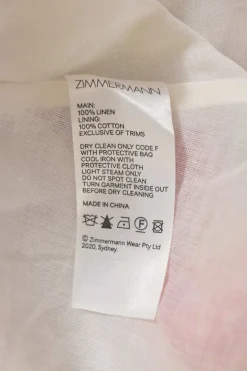 ZIMMERMANN
MAIN:
100% LINEN
LINING:
100% COTTON
EXCLUSIVE OF TRIMS
DRY CLEAN ONLY CODE F
WITH PROTECTIVE BAG
COOL IRON WITH
PROTECTIVE CLOTH
LIGHT STEAM ONLY
DO NOT SPOT CLEAN
TURN GARMENT INSIDE OUT
BEFORE DRY CLEANING
MADE IN CHINA
F
© Zimmermann Wear Pty Ltd
2020, Sydney.